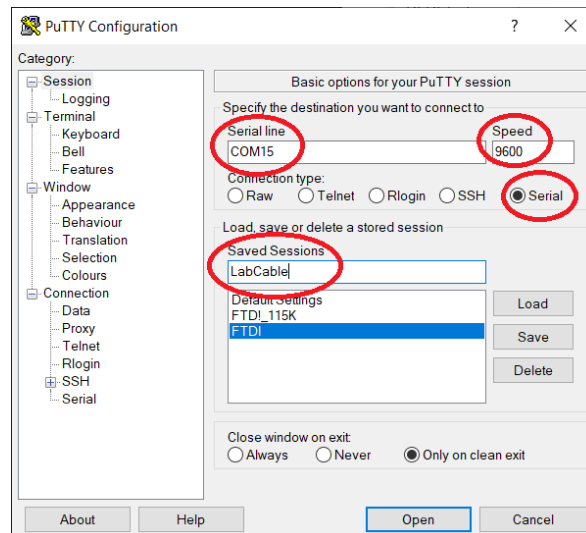 PuTTY Configuration ? X
Category:
Session
Logging
Terminal
Keyboard
Bell
Features
Window
Appearance
Behaviour
Translation
Selection
Colours
Connection
Data
Proxy
Telnet
Rlogin
SSH
Serial
Basic options for your PuTTY session
Specify the destination you want to connect to
Serial line Speed
COM15 9600
Connection type:
Raw Telnet Rlogin SSH Serial
Load, save or delete a stored session
Saved Sessions
LabCable
Default Settings
FTD!_115K
FTDI
Load
Save
Delete
Close window on exit:
Always Never Only on clean exit
About Help Open Cancel